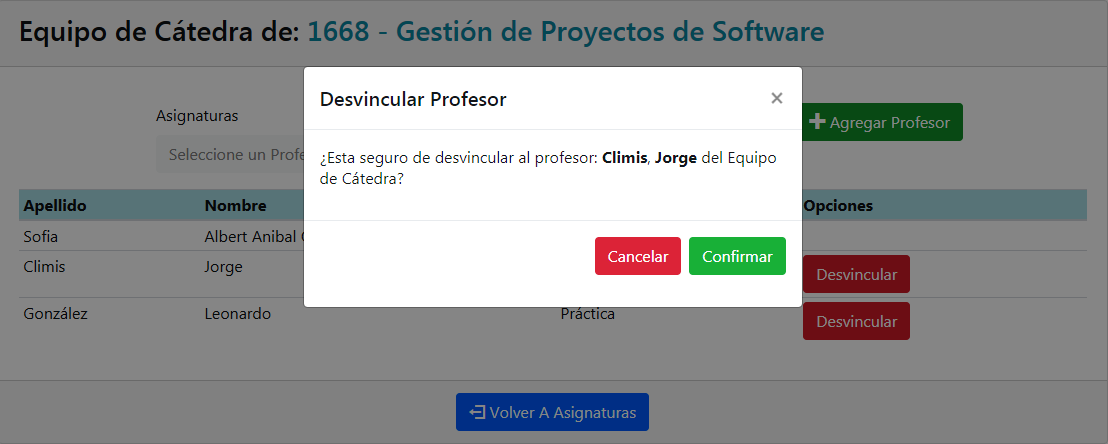 Equipo de Cátedra de: 1668 - Gestión de Proyectos de Software
Desvincular Profesor ×
Asignaturas
Agregar Profesor
Seleccione un
¿Esta seguro de desvincular al profesor: Climis, Jorge del Equipo
de Cátedra?
Apellido Nombre Opciones
Sofia Albert Anibal
Climis Jorge Desvincular
Cancelar Confirmar
González Leonardo Práctica Desvincular
Volver A Asignaturas